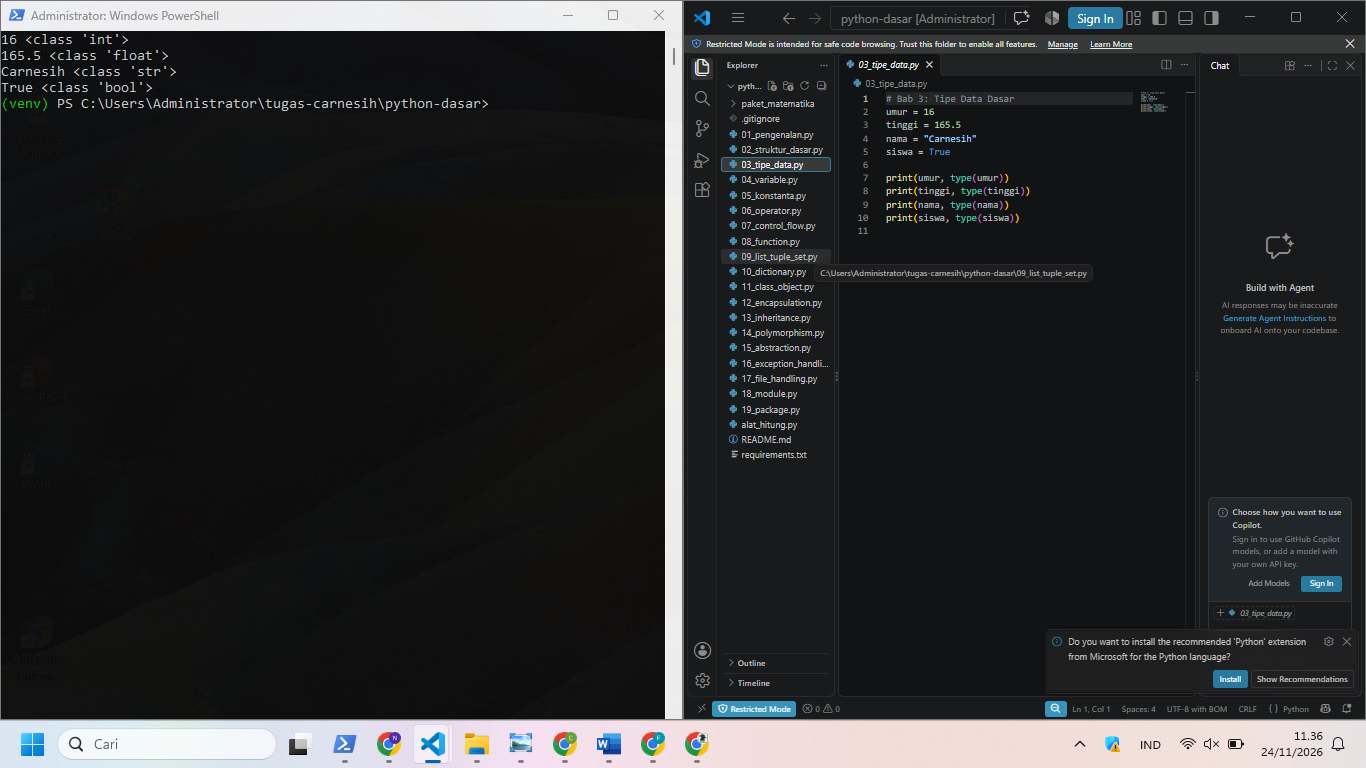 Administrator: Windows PowerShell
16 <class 'int'>
165.5 <class 'float'>
Carnesih <class 'str'>
True <class 'bool'>
(venv) PS C:\Users\Administrator\tugas-carnesih\python-dasar>
Excel
PowerPoint
Word
python-dasar [Administrator]
Sign In
Restricted Mode is intended for safe code browsing. Trust this folder to enable all features.
Manage
Learn More
Explorer
pyth...
paket_matematika
.gitignore
01_pengenalan.py
02_struktur_dasar.py
03_tipe_data.py
04_variable.py
05_konstanta.py
06_operator.py
07_control_flow.py
08_function.py
09_list_tuple_set.py
10_dictionary.py
11_class_object.py
12_encapsulation.py
13_inheritance.py
14_polymorphism.py
15_abstraction.py
16_exception_handli...
17_file_handling.py
18_module.py
19_package.py
alat_hitung.py
README.md
requirements.txt
Outline
Timeline
03_tipe_data.py
03_tipe_data.py
1 # Bab 3: Tipe Data Dasar
2 umur = 16
3 tinggi = 165.5
4 nama = "Carnesih"
5 siswa = True
6
7 print(umur, type(umur))
8 print(tinggi, type(tinggi))
9 print(nama, type(nama))
10 print(siswa, type(siswa))
11
C:\Users\Administrator\tugas-carnesih\python-dasar\09_list_tuple_set.py
Chat
Build with Agent
AI responses may be inaccurate
Generate Agent Instructions to
onboard AI onto your codebase.
Choose how you want to use
Copilot.
Sign in to use GitHub Copilot
models, or add a model with
your own API key.
Add Models
Sign In
03_tipe_data.py
Do you want to install the recommended 'Python' extension
from Microsoft for the Python language?
Install
Show Recommendations
Restricted Mode
0
0
Ln 1, Col 1
Spaces: 4
UTF-8 with BOM
CRLF
Python
Cari
IND
11.36
24/11/2026